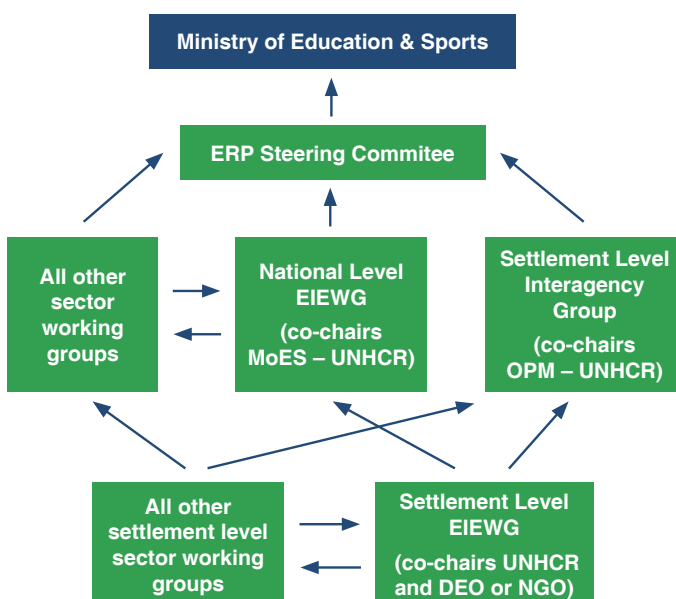 Ministry of Education & Sports
ERP Steering Commitee
All other
sector
working
groups
National Level
EIEWG
(co-chairs
MoES – UNHCR)
Settlement Level
Interagency
Group
(co-chairs
OPM – UNHCR)
All other
settlement level
sector working
groups
Settlement Level
EIEWG
(co-chairs UNHCR
and DEO or NGO)